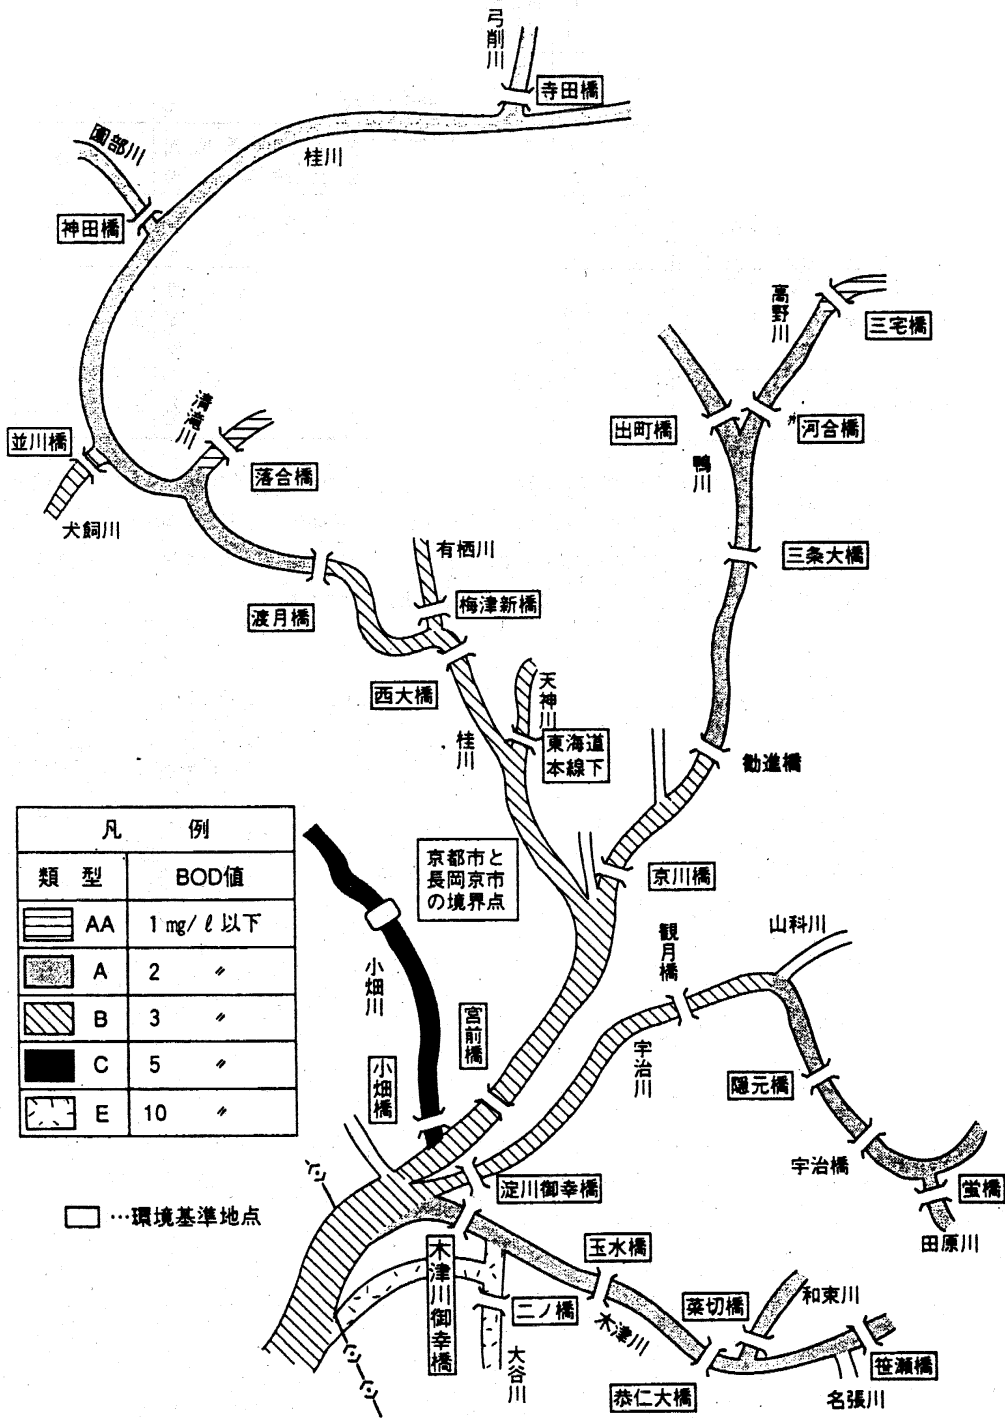 弓削川
寺田橋
園部川
桂川
神田橋
高野川
三宅橋
清滝川
並川橋
落合橋
犬飼川
出町橋
河合橋
鴨川
三条大橋
有栖川
梅津新橋
渡月橋
西大橋
天神川
桂川
東海道
本線下
勧進橋
凡 例
類 型 BOD値
AA 1 mg/ℓ 以下
A 2 〃
B 3 〃
C 5 〃
E 10 〃
京都市と
長岡京市
の境界点
京川橋
小畑川
宮前橋
観月橋
山科川
宇治川
小畑橋
隠元橋
宇治橋
蛍橋
田原川
淀川御幸橋
□…環境基準地点
木津川御幸橋
玉水橋
二ノ橋
木津川
菜切橋
和束川
大谷川
恭仁大橋
笹瀬橋
名張川